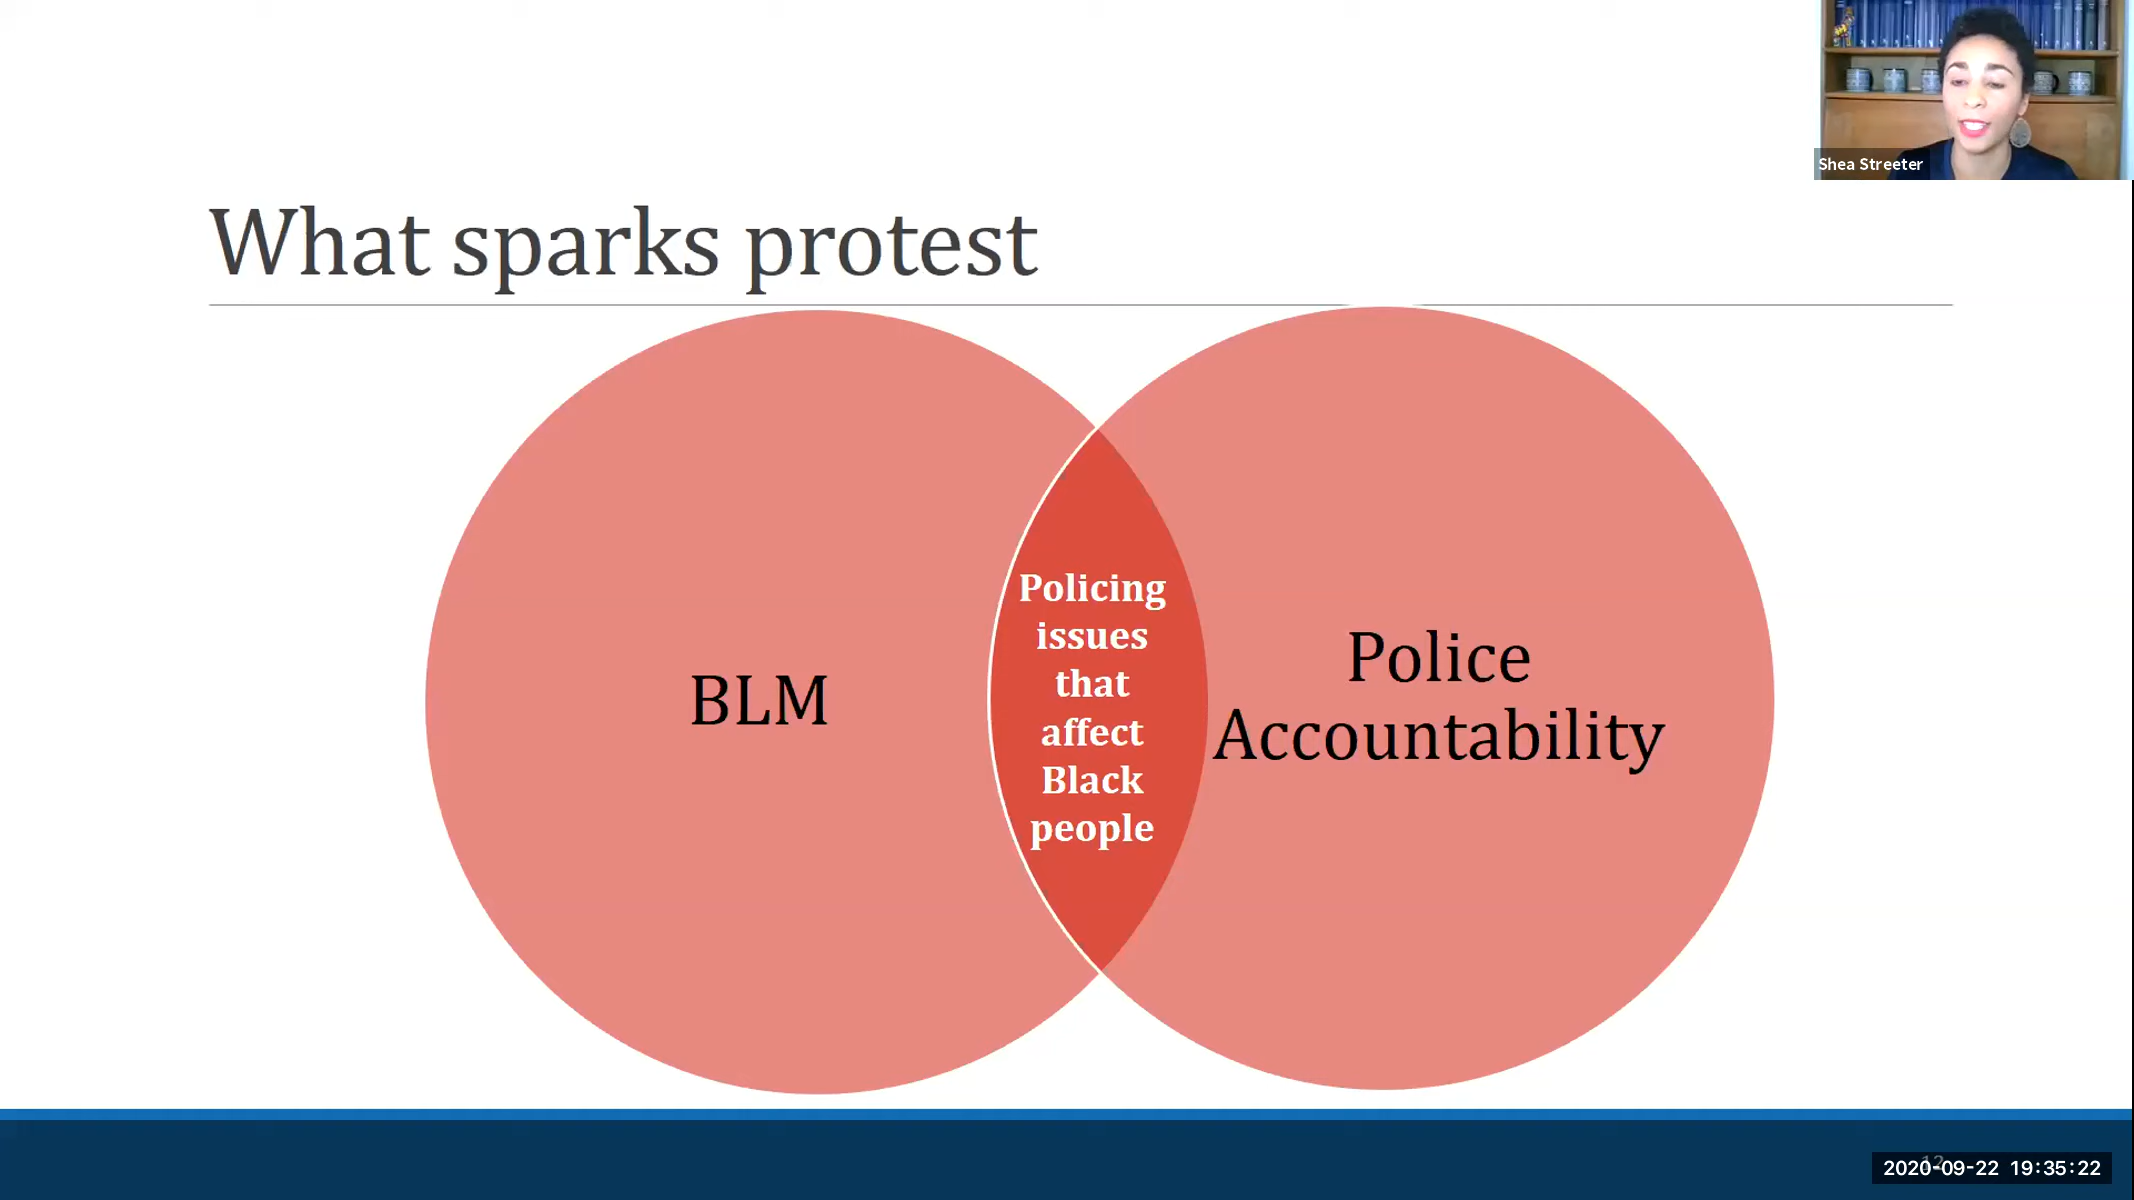 Shea Streeter
What sparks protest
BLM
Policing
issues
that
affect
Black
people
Police
Accountability
12
2020-09-22 19:35:22